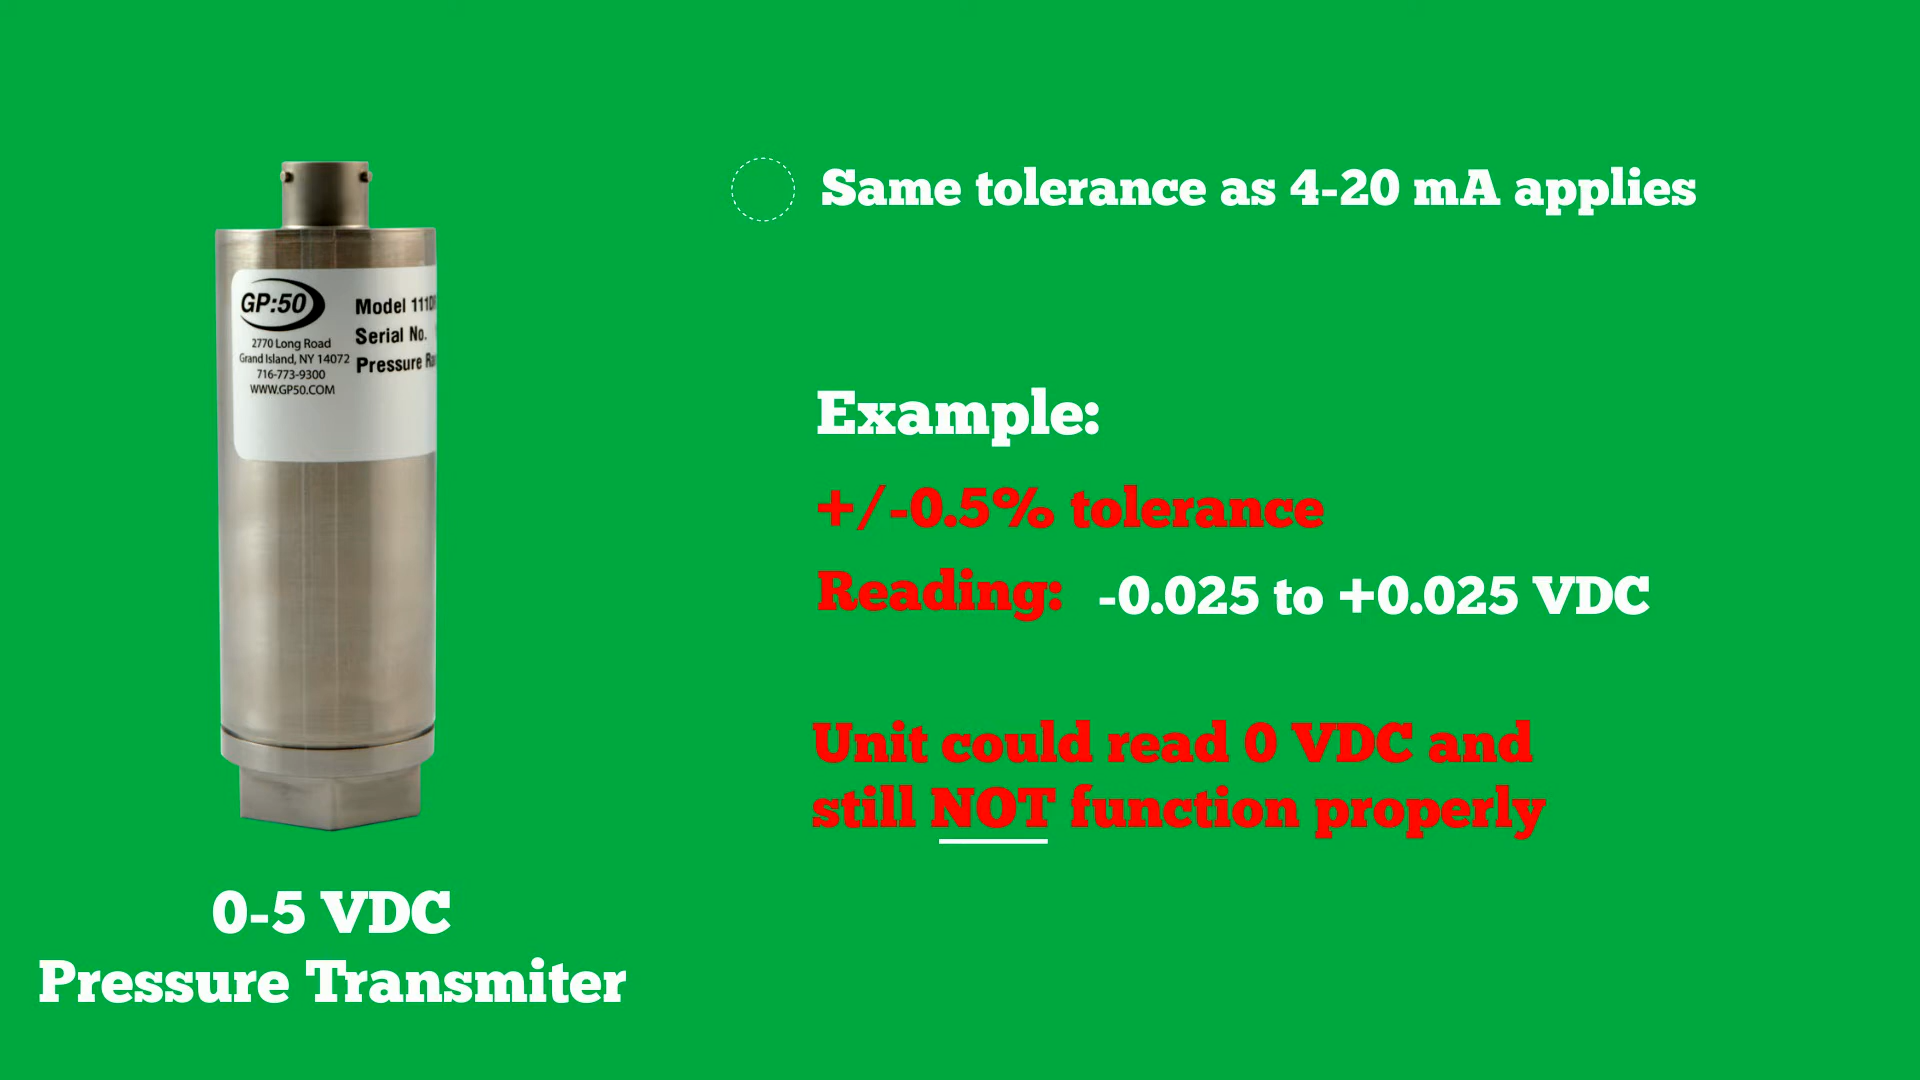 Same tolerance as 4-20 mA applies
GP:50
2770 Long Road
Grand Island, NY 14072
716-773-9300
WWW.GP50.COM
Model
Serial No.
Pressure
Example:
+/-0.5% tolerance
Reading: -0.025 to +0.025 VDC
Unit could read 0 VDC and
still NOT function properly
0-5 VDC
Pressure Transmiter